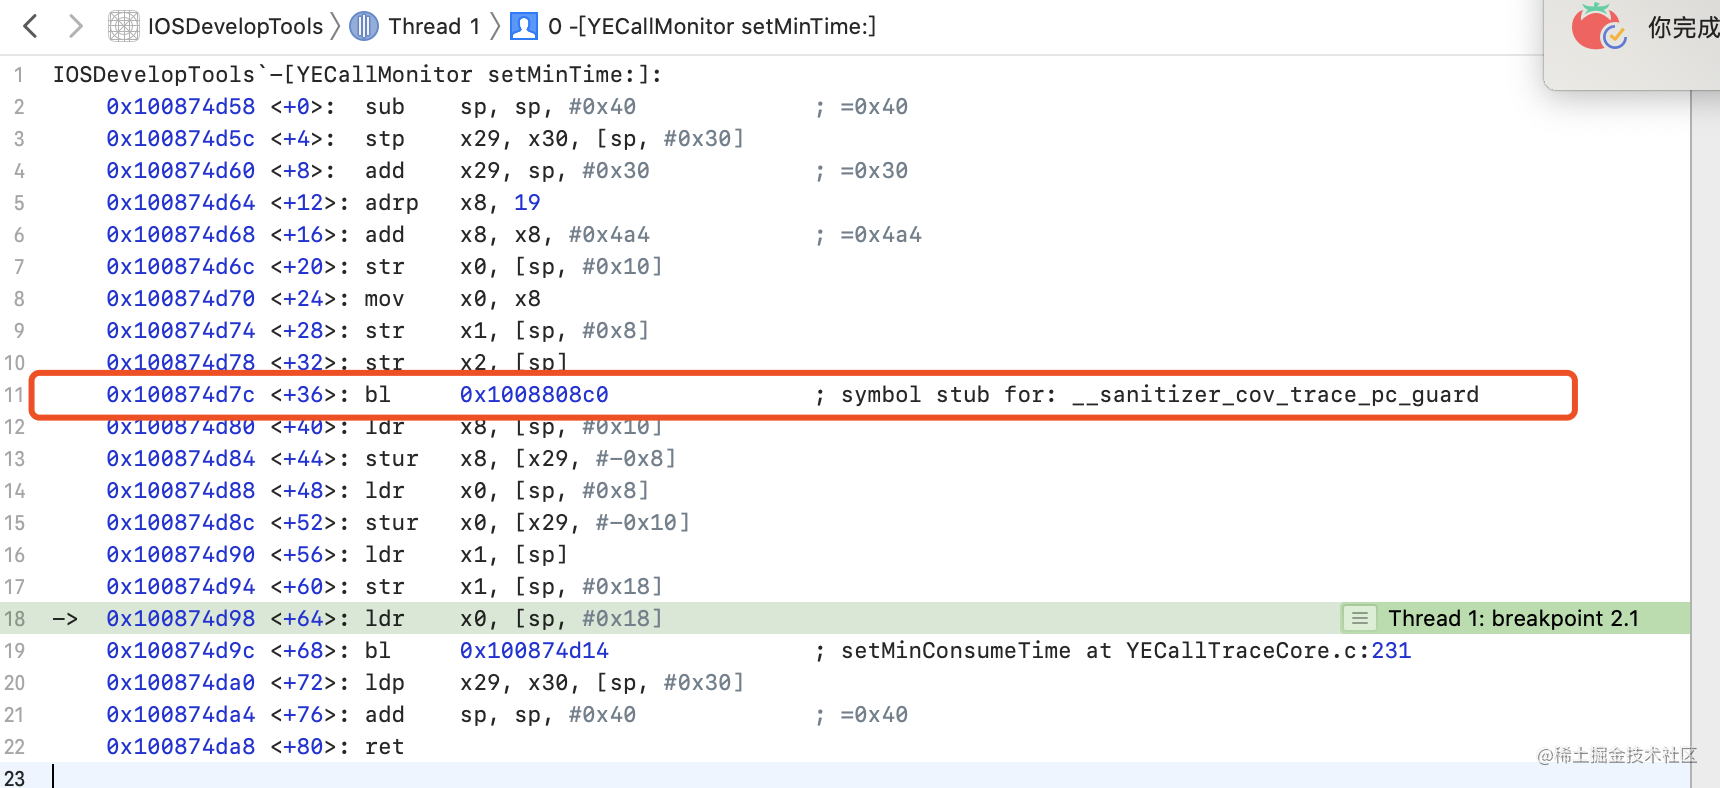 IOSDevelopTools Thread 1 0 -[YECallMonitor setMinTime:]
你完成
1 IOSDevelopTools`-[YECallMonitor setMinTime:]:
2 0x100874d58 <+0>: sub sp, sp, #0x40 ; =0x40
3 0x100874d5c <+4>: stp x29, x30, [sp, #0x30]
4 0x100874d60 <+8>: add x29, sp, #0x30 ; =0x30
5 0x100874d64 <+12>: adrp x8, 19
6 0x100874d68 <+16>: add x8, x8, #0x4a4 ; =0x4a4
7 0x100874d6c <+20>: str x0, [sp, #0x10]
8 0x100874d70 <+24>: mov x0, x8
9 0x100874d74 <+28>: str x1, [sp, #0x8]
10 0x100874d78 <+32>: str x2, [sp]
11 0x100874d7c <+36>: bl 0x1008808c0 ; symbol stub for: __sanitizer_cov_trace_pc_guard
12 0x100874d80 <+40>: ldr x8, [sp, #0x10]
13 0x100874d84 <+44>: stur x8, [x29, #-0x8]
14 0x100874d88 <+48>: ldr x0, [sp, #0x8]
15 0x100874d8c <+52>: stur x0, [x29, #-0x10]
16 0x100874d90 <+56>: ldr x1, [sp]
17 0x100874d94 <+60>: str x1, [sp, #0x18]
18 -> 0x100874d98 <+64>: ldr x0, [sp, #0x18] Thread 1: breakpoint 2.1
19 0x100874d9c <+68>: bl 0x100874d14 ; setMinConsumeTime at YECallTraceCore.c:231
20 0x100874da0 <+72>: ldp x29, x30, [sp, #0x30]
21 0x100874da4 <+76>: add sp, sp, #0x40 ; =0x40
22 0x100874da8 <+80>: ret
23
@稀土掘金技术社区